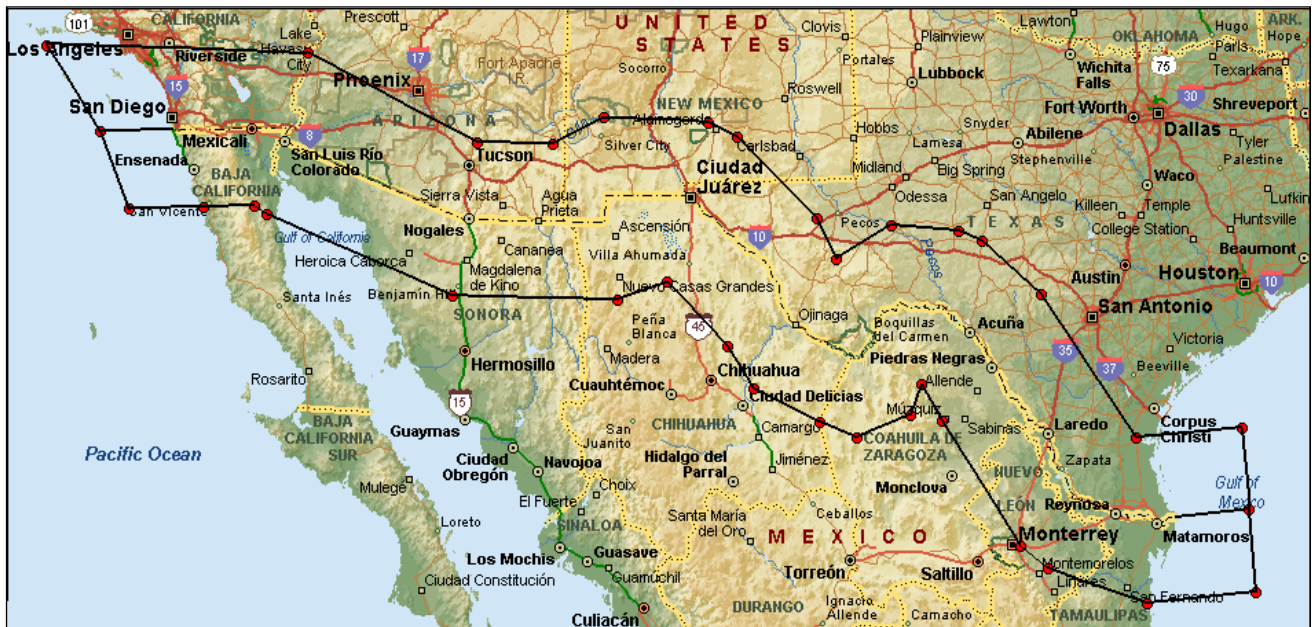 CALIFORNIA
101
Los Angeles
Riverside
Lake
Havasu
City
Prescott
UNITED
STATES
Clovis
Plainview
Lawton
OKLAHOMA
Hugo
ARK.
Hope
Paris
Texarkana
15
17
Fort Apache
I.R.
Socorro
Portales
Lubbock
Wichita
Falls
75
Phoenix
Roswell
30
Shreveport
San Diego
ARIZONA
NEW MEXICO
Alamogordo
Fort Worth
Dallas
8
Mexicali
Silver City
Carlsbad
Hobbs
Snyder
Lamesa
Abilene
Stephenville
Tyler
Palestine
Ensenada
San Luis Río
Colorado
Tucson
Ciudad
Juárez
Midland
Big Spring
BAJA
CALIFORNIA
Sierra Vista
Agua
Prieta
Odessa
San Angelo
Waco
Killeen
Temple
Lufkin
San Vicente
Nogales
Ascensión
Pecos
TEXAS
College Station
Huntsville
Gulf of California
Cananea
10
Pecos
Beaumont
Heroica Caborca
Magdalena
de Kino
Villa Ahumada
Austin
Houston
10
Santa Inés
Benjamín Hill
Nuevo Casas Grandes
San Antonio
SONORA
Peña
Blanca
45
Ojinaga
Boquillas
del Carmen
Acuña
Victoria
Hermosillo
Madera
Piedras Negras
35
37
Beeville
Rosarito
Cuauhtémoc
Chihuahua
Allende
15
Ciudad Delicias
Múzquiz
Corpus
Christi
BAJA
CALIFORNIA
SUR
Guaymas
San
Juanito
CHIHUAHUA
Camargo
COAHUILA DE
ZARAGOZA
Sabinas
Laredo
Pacific Ocean
Ciudad
Obregón
Navojoa
Hidalgo del
Parral
Jiménez
Monclova
NUEVO
LEÓN
Zapata
Gulf of
Mexico
Mulegé
El Fuerte
Choix
Ceballos
Reynosa
Loreto
SINALOA
Santa María
del Oro
MEXICO
Monterrey
Matamoros
Los Mochis
Guasave
Guamúchil
Torreón
Saltillo
Montemorelos
Linares
Ciudad Constitución
San Fernando
Culiacán
DURANGO
Ignacio
Allende
Camacho
TAMAULIPAS